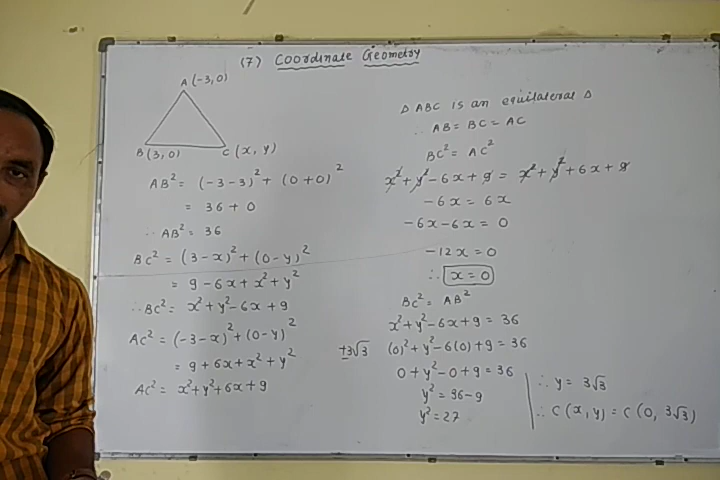 (7) Coordinate Geometry
A (-3,0)
B (3,0)
C (x, y)
AB² = (-3-3)² + (0+0)²
= 36 + 0
∴ AB² = 36
BC² = (3-x)² + (0-y)²
= 9 - 6x + x² + y²
∴ BC² = x² + y² - 6x + 9
AC² = (-3-x)² + (0-y)²
= 9 + 6x + x² + y²
AC² = x² + y² + 6x + 9
Δ ABC is an equilateral Δ
∴ AB = BC = AC
BC² = AC²
x² + y² - 6x + 9 = x² + y² + 6x + 9
-6x = 6x
-6x - 6x = 0
-12x = 0
∴ x = 0
BC² = AB²
x² + y² - 6x + 9 = 36
±3√3
(0)² + y² - 6(0) + 9 = 36
0 + y² - 0 + 9 = 36
y² = 36 - 9
y² = 27
∴ y = 3√3
∴ C (x, y) = C (0, 3√3)